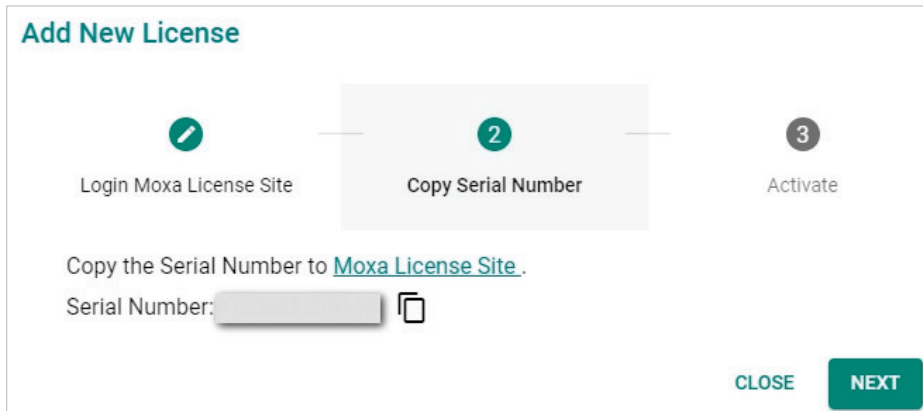 Add New License
2
3
Login Moxa License Site
Copy Serial Number
Activate
Copy the Serial Number to Moxa License Site .
Serial Number:
CLOSE
NEXT